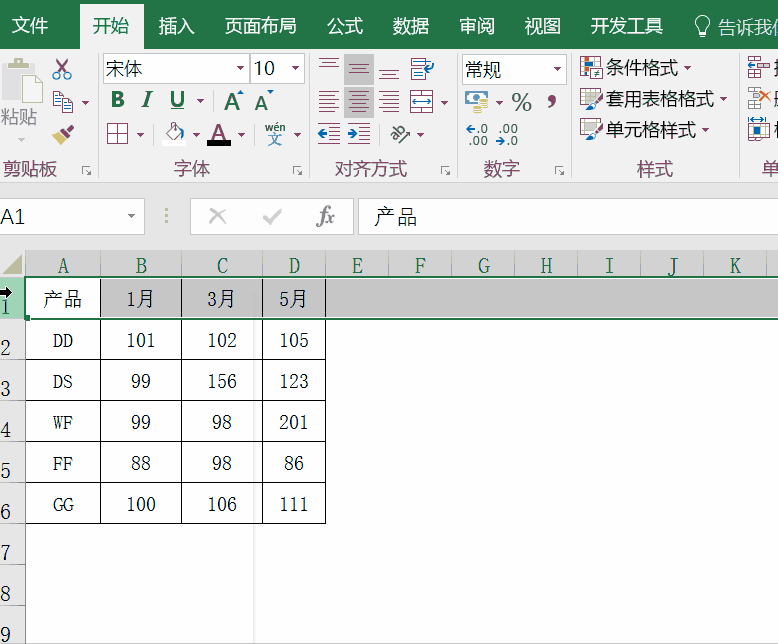 文件 开始 插入 页面布局 公式 数据 审阅 视图 开发工具 告诉我
宋体 10 常规 条件格式
粘贴 B I U A A % 套用表格格式
A wén 文 .0 .00 .00 .0 单元格样式
剪贴板 字体 对齐方式 数字 样式
A1 fx 产品
A B C D E F G H I J K
1 产品 1月 3月 5月
2 DD 101 102 105
3 DS 99 156 123
4 WF 99 98 201
5 FF 88 98 86
6 GG 100 106 111
7
8
9